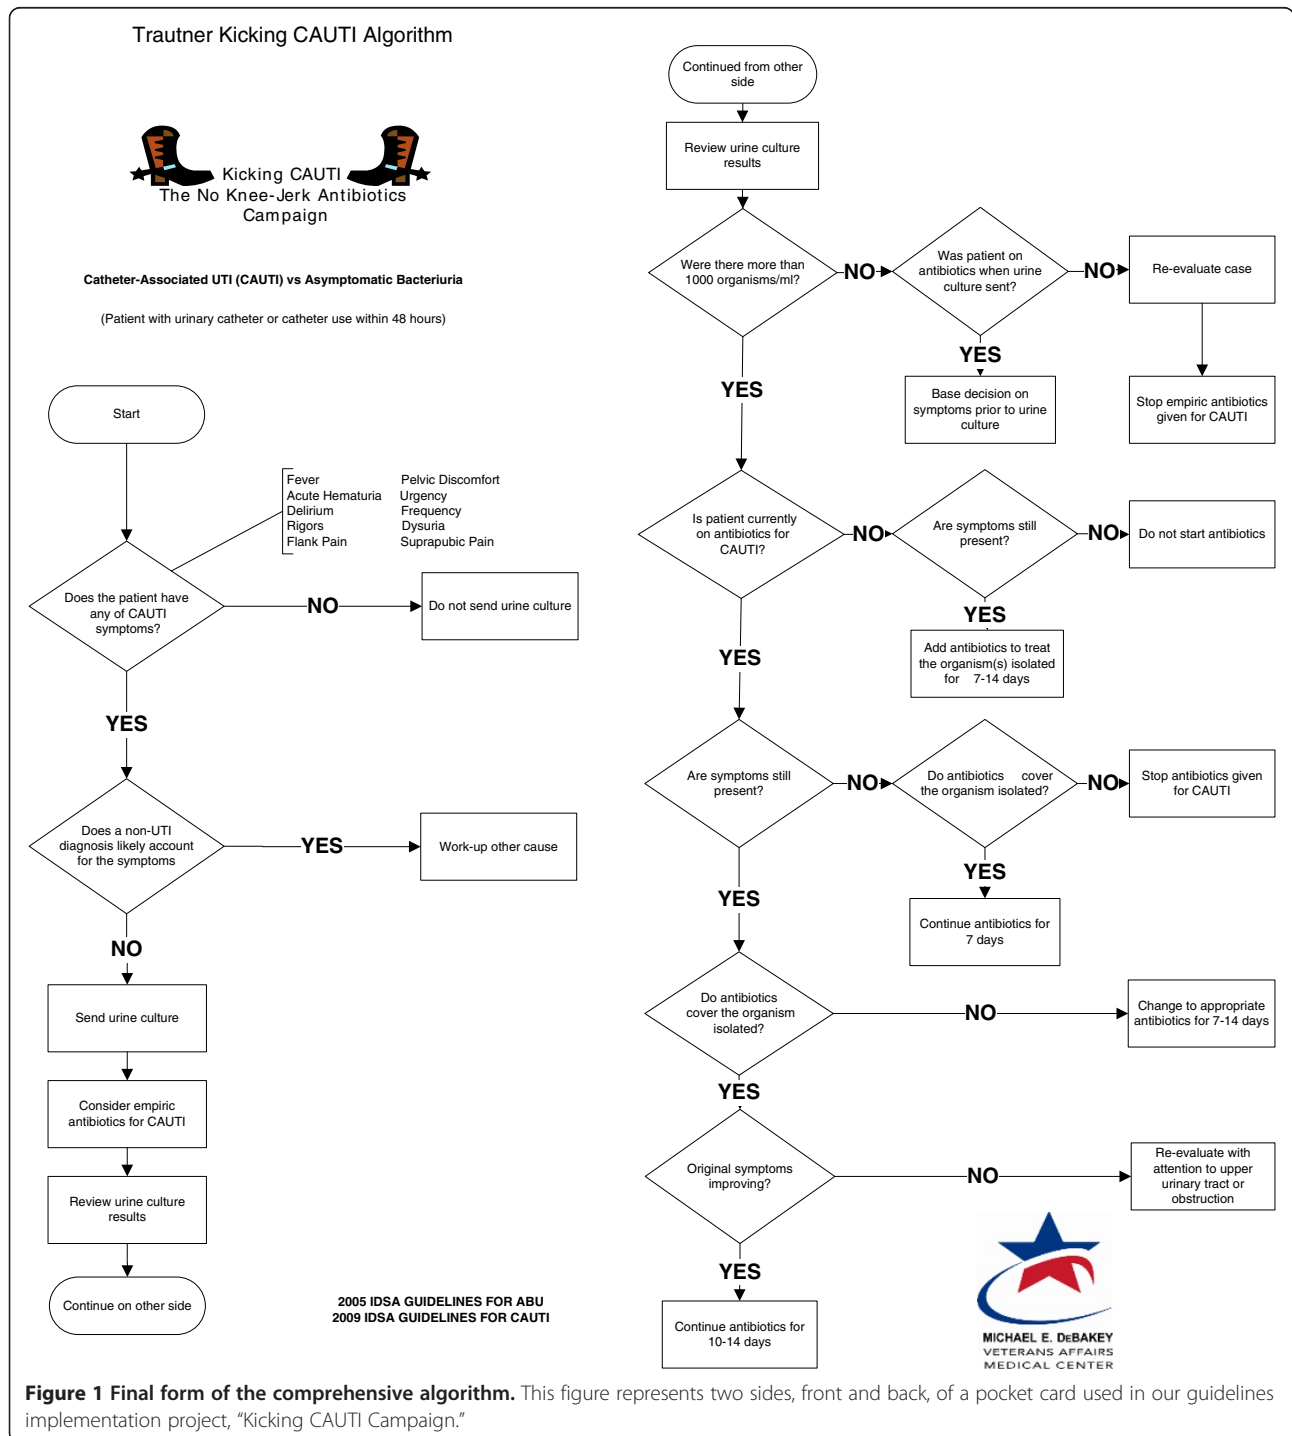 Trautner Kicking CAUTI Algorithm
Kicking CAUTI
The No Knee-Jerk Antibiotics
Campaign
Catheter-Associated UTI (CAUTI) vs Asymptomatic Bacteriuria
(Patient with urinary catheter or catheter use within 48 hours)
Start
Fever
Acute Hematuria
Delirium
Rigors
Flank Pain
Pelvic Discomfort
Urgency
Frequency
Dysuria
Suprapubic Pain
Does the patient have
any of CAUTI
symptoms?
NO
Do not send urine culture
YES
Does a non-UTI
diagnosis likely account
for the symptoms
YES
Work-up other cause
NO
Send urine culture
Consider empiric
antibiotics for CAUTI
Review urine culture
results
Continue on other side
2005 IDSA GUIDELINES FOR ABU
2009 IDSA GUIDELINES FOR CAUTI
Continued from other
side
Review urine culture
results
Were there more than
1000 organisms/ml?
NO
Was patient on
antibiotics when urine
culture sent?
NO
Re-evaluate case
YES
Base decision on
symptoms prior to urine
culture
Stop empiric antibiotics
given for CAUTI
YES
Is patient currently
on antibiotics for
CAUTI?
NO
Are symptoms still
present?
NO
Do not start antibiotics
YES
Add antibiotics to treat
the organism(s) isolated
for 7-14 days
YES
Are symptoms still
present?
NO
Do antibiotics cover
the organism isolated?
NO
Stop antibiotics given
for CAUTI
YES
Continue antibiotics for
7 days
YES
Do antibiotics
cover the organism
isolated?
NO
Change to appropriate
antibiotics for 7-14 days
YES
Original symptoms
improving?
NO
Re-evaluate with
attention to upper
urinary tract or
obstruction
YES
Continue antibiotics for
10-14 days
MICHAEL E. DEBAKEY
VETERANS AFFAIRS
MEDICAL CENTER
Figure 1 Final form of the comprehensive algorithm. This figure represents two sides, front and back, of a pocket card used in our guidelines
implementation project, “Kicking CAUTI Campaign.”